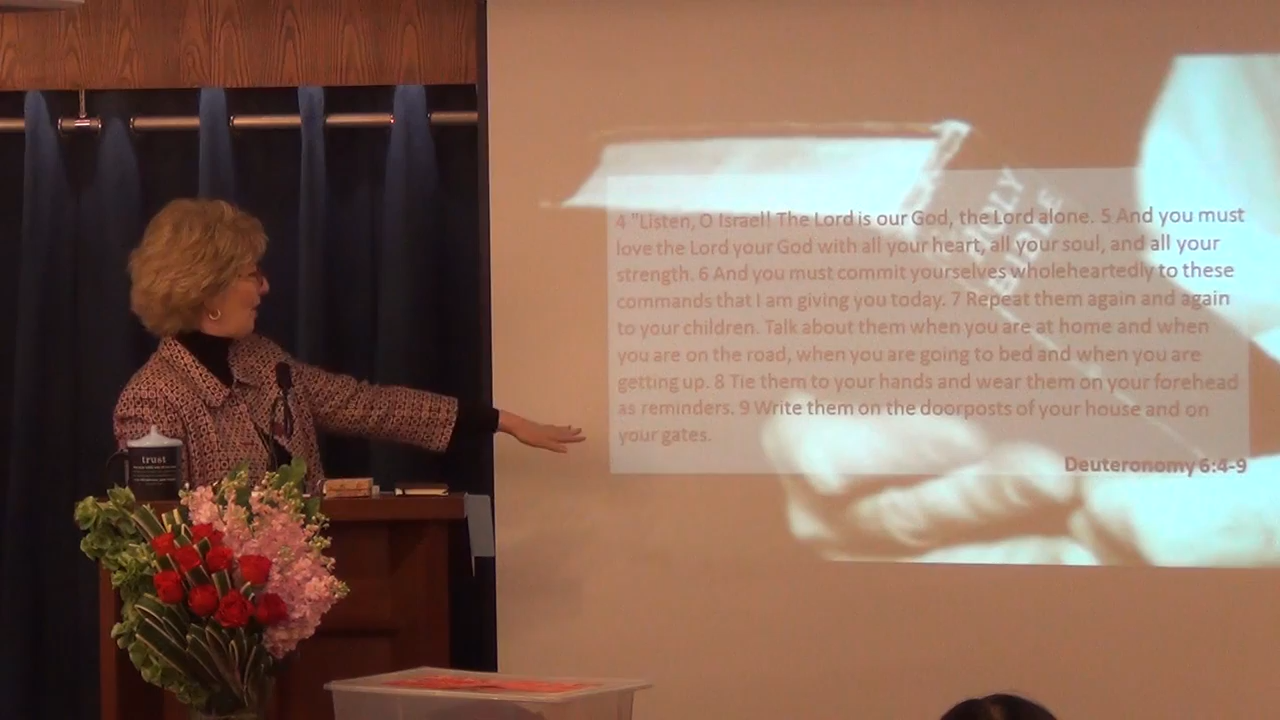 4 "Listen, O Israel! The Lord is our God, the Lord alone. 5 And you must
love the Lord your God with all your heart, all your soul, and all your
strength. 6 And you must commit yourselves wholeheartedly to these
commands that I am giving you today. 7 Repeat them again and again
to your children. Talk about them when you are at home and when
you are on the road, when you are going to bed and when you are
getting up. 8 Tie them to your hands and wear them on your forehead
as reminders. 9 Write them on the doorposts of your house and on
your gates.
Deuteronomy 6:4-9
HOLY
BIBLE
trust